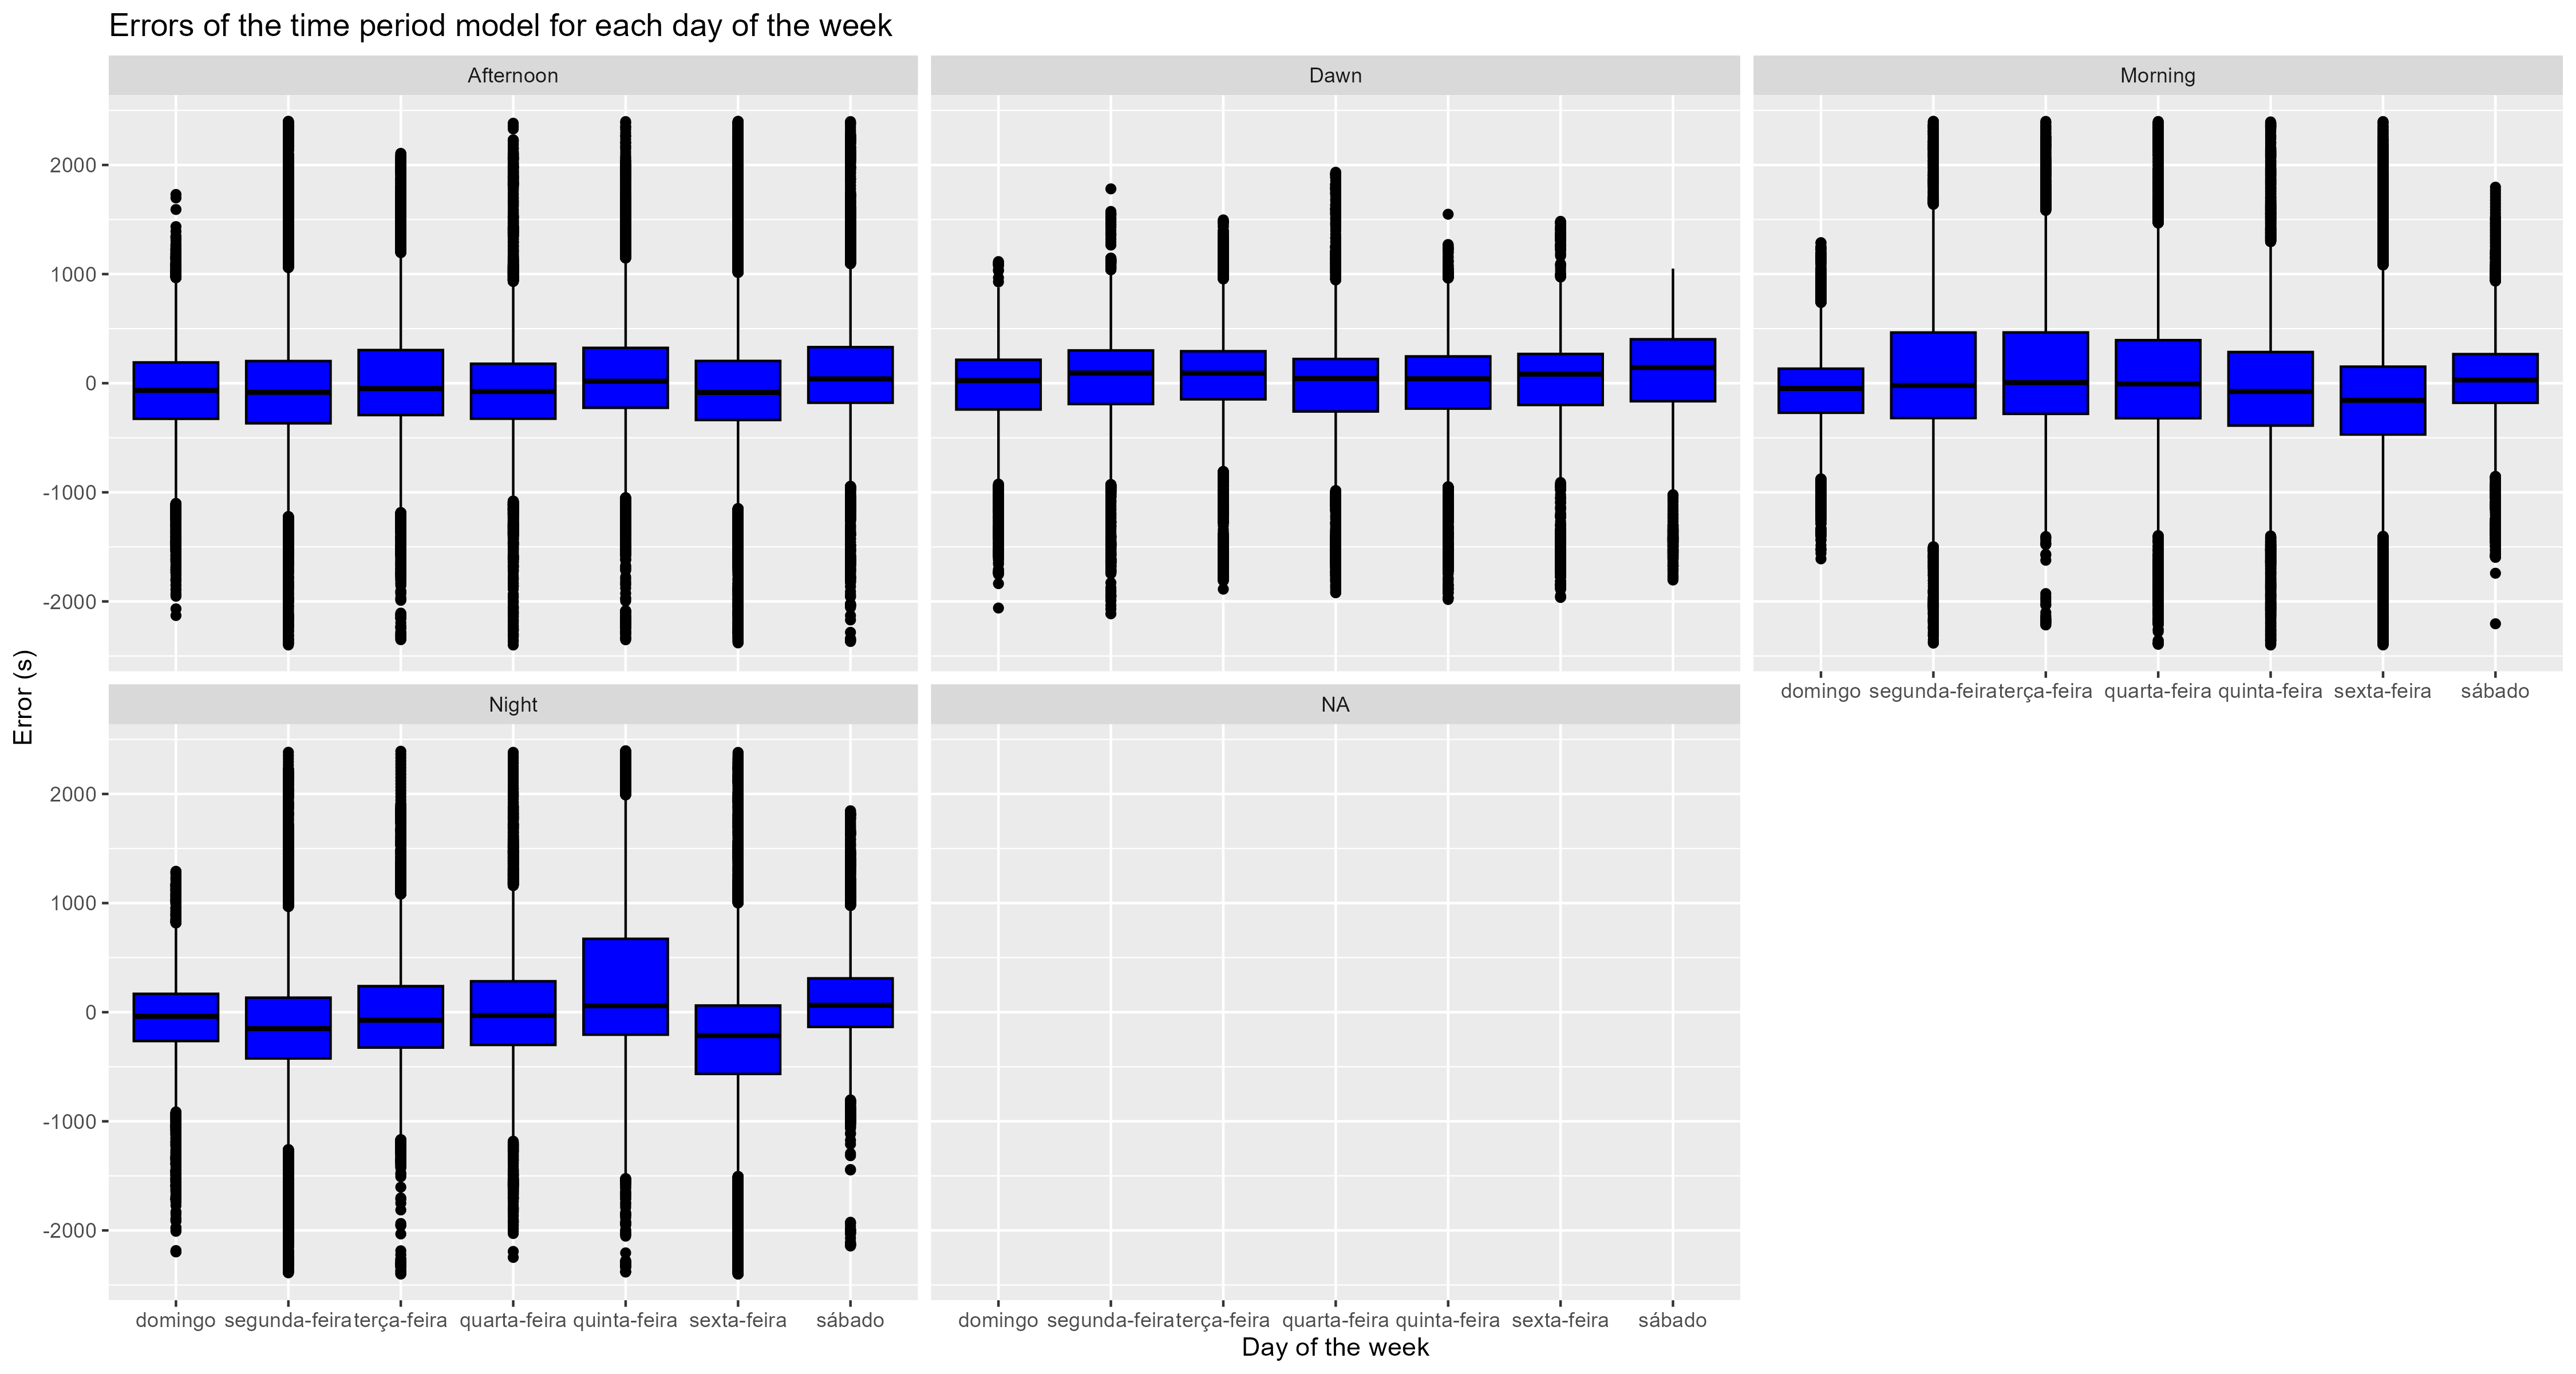 Errors of the time period model for each day of the week
Afternoon
Dawn
Morning
2000
1000
0
-1000
-2000
domingo segunda-feira terça-feira quarta-feira quinta-feira sexta-feira sábado
Night
NA
2000
1000
0
-1000
-2000
domingo segunda-feira terça-feira quarta-feira quinta-feira sexta-feira sábado
domingo segunda-feira terça-feira quarta-feira quinta-feira sexta-feira sábado
Error (s)
Day of the week